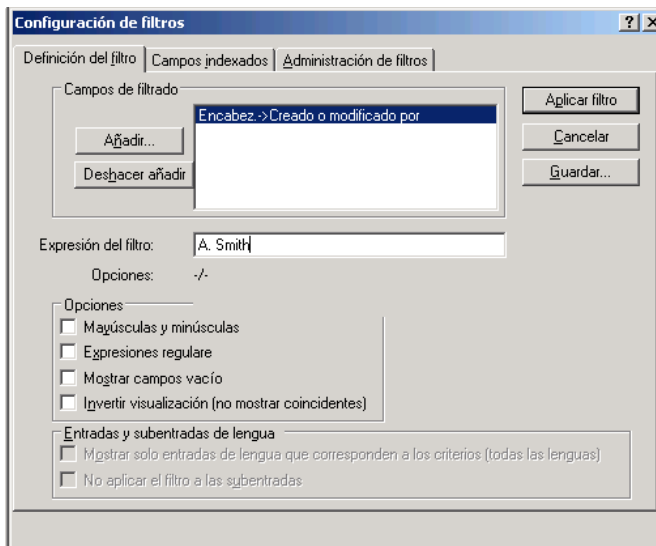 Configuración de filtros
Definición del filtro
Campos indexados
Administración de filtros
Campos de filtrado
Encabez.->Creado o modificado por
Añadir...
Deshacer añadir
Aplicar filtro
Cancelar
Guardar...
Expresión del filtro:
A. Smith
Opciones:
-/-
Opciones
Mayúsculas y minúsculas
Expresiones regulare
Mostrar campos vacío
Invertir visualización (no mostrar coincidentes)
Entradas y subentradas de lengua
Mostrar solo entradas de lengua que corresponden a los criterios (todas las lenguas)
No aplicar el filtro a las subentradas